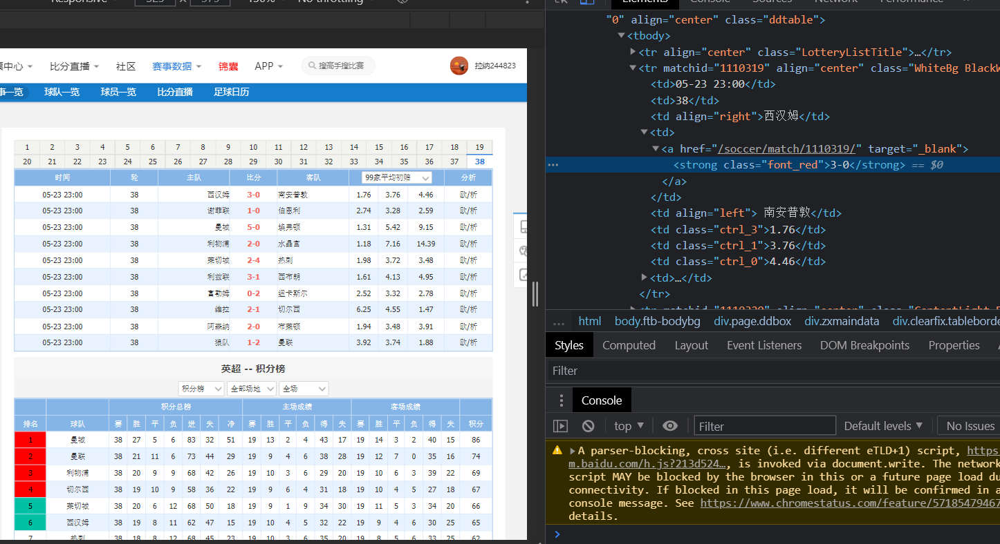 Responsive
No throttling
Elements Console Sources Network Performance
票中心 比分直播 社区 赛事数据 锦囊 APP 搜高手搜比赛 拉纳244823
事一览 球队一览 球员一览 比分直播 足球日历
1 2 3 4 5 6 7 8 9 10 11 12 13 14 15 16 17 18 19
20 21 22 23 24 25 26 27 28 29 30 31 32 33 34 35 36 37 38
时间 轮 主队 比分 客队 99家平均初赔 分析
05-23 23:00 38 西汉姆 3-0 南安普敦 1.76 3.76 4.46 欧/析
05-23 23:00 38 谢菲联 1-0 伯恩利 2.74 3.28 2.59 欧/析
05-23 23:00 38 曼城 5-0 埃弗顿 1.31 5.42 9.15 欧/析
05-23 23:00 38 利物浦 2-0 水晶宫 1.18 7.16 14.39 欧/析
05-23 23:00 38 莱切城 2-4 热刺 1.98 3.72 3.48 欧/析
05-23 23:00 38 利兹联 3-1 西布朗 1.61 4.13 4.95 欧/析
05-23 23:00 38 富勒姆 0-2 纽卡斯尔 2.52 3.32 2.78 欧/析
05-23 23:00 38 维拉 2-1 切尔西 6.25 4.55 1.47 欧/析
05-23 23:00 38 阿森纳 2-0 布莱顿 1.94 3.48 3.91 欧/析
05-23 23:00 38 狼队 1-2 曼联 3.92 3.74 1.88 欧/析
英超 -- 积分榜
积分榜 全部场地 全场
积分总榜 主场成绩 客场成绩
排名 球队 赛 胜 平 负 进 失 净 赛 胜 平 负 得 失 赛 胜 平 负 得 失 积分
1 曼城 38 27 5 6 83 32 51 19 13 2 4 43 17 19 14 3 2 40 15 86
2 曼联 38 21 11 6 73 44 29 19 9 4 6 38 28 19 12 7 0 35 16 74
3 利物浦 38 20 9 9 68 42 26 19 10 3 6 29 20 19 10 6 3 39 22 69
4 切尔西 38 19 10 9 58 36 22 19 9 6 4 31 18 19 10 4 5 27 18 67
5 莱切城 38 20 6 12 68 50 18 19 9 1 9 34 30 19 11 5 3 34 20 66
6 西汉姆 38 19 8 11 62 47 15 19 10 4 5 32 22 19 9 4 6 30 25 65
7 热刺 38 18 8 12 68 45 23 19 10 3 6 35 20 19 8 5 6 33 25 62
"0" align="center" class="ddtable">
<tbody>
<tr align="center" class="LotteryListTitle">…</tr>
<tr matchid="1110319" align="center" class="WhiteBg BlackW
<td>05-23 23:00</td>
<td>38</td>
<td align="right">西汉姆</td>
<td>
<a href="/soccer/match/1110319/" target="_blank">
<strong class="font_red">3-0</strong> == $0
</a>
</td>
<td align="left"> 南安普敦</td>
<td class="ctrl_3">1.76</td>
<td class="ctrl_1">3.76</td>
<td class="ctrl_0">4.46</td>
<td>…</td>
</tr>
... html body.ftb-bodybg div.page.ddbox div.zxmaindata div.clearfix.tableborde
Styles Computed Layout Event Listeners DOM Breakpoints Properties
Filter
Console
top Filter Default levels No Issues
A parser-blocking, cross site (i.e. different eTLD+1) script, https
m.baidu.com/h.js?213d524…, is invoked via document.write. The network
script MAY be blocked by the browser in this or a future page load du
connectivity. If blocked in this page load, it will be confirmed in a
console message. See https://www.chromestatus.com/feature/57185479467
details.